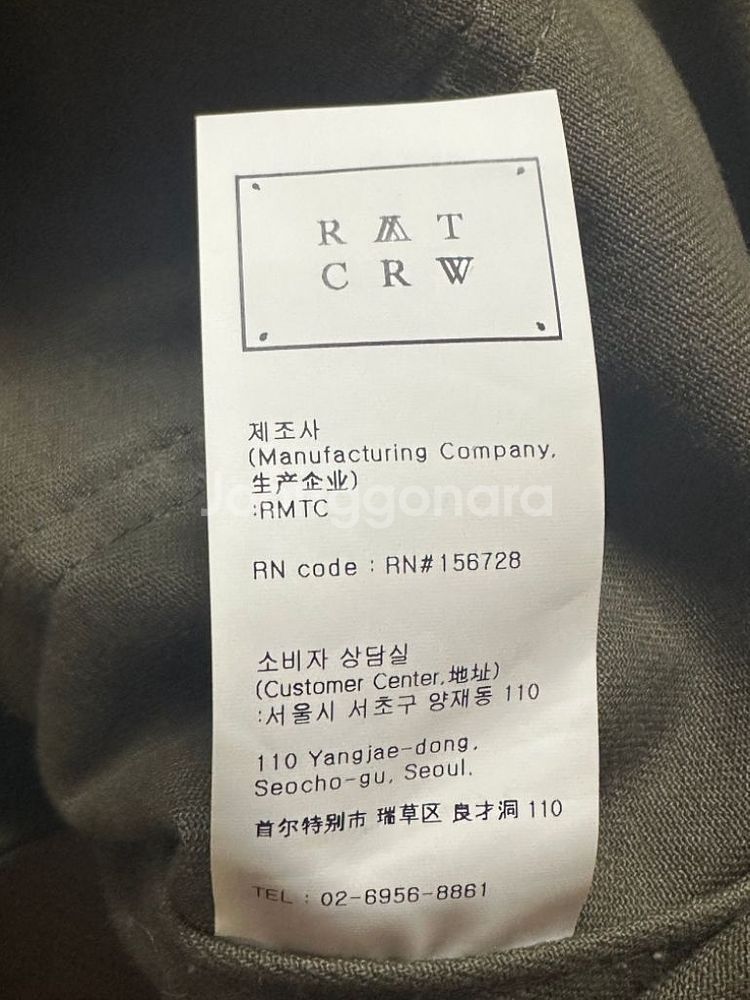 R M T
C R W
제조사
(Manufacturing Company,
生产企业)
:RMTC
Joonggonara
RN code : RN#156728
소비자 상담실
(Customer Center,地址)
:서울시 서초구 양재동 110
110 Yangjae-dong,
Seocho-gu, Seoul,
首尔特别市 瑞草区 良才洞 110
TEL : 02-6956-8861